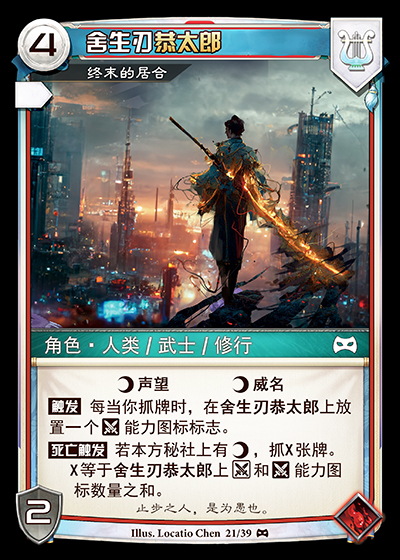 4
舍生刃恭太郎
终末的居合
角色·人类/武士/修行
声望 威名
触发 每当你抓牌时，在舍生刃恭太郎上放
置一个 能力图标标志。
死亡触发 若本方秘社上有 ，抓X张牌。
X等于舍生刃恭太郎上 和 能力图
标数量之和。
止步之人，是为愚也。
2
Illus. Locatio Chen 21/39